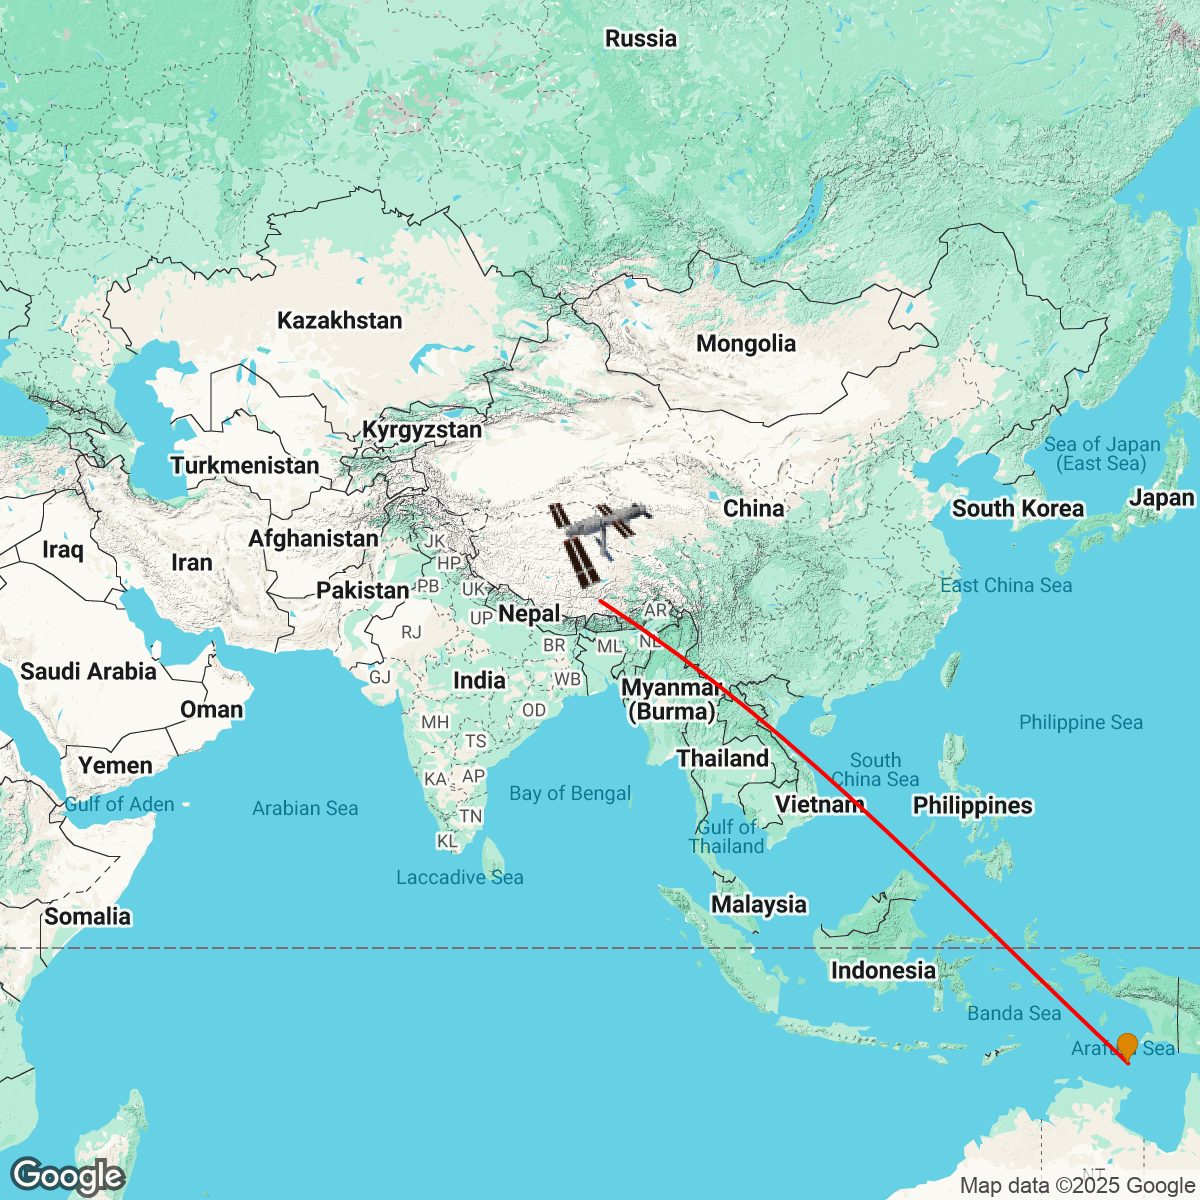 Russia
Kazakhstan
Mongolia
Kyrgyzstan
Sea of Japan
(East Sea)
Turkmenistan
Japan
China
South Korea
Afghanistan
JK
Iraq
Iran
HP
East China Sea
Pakistan
PB
UK
Nepal
AR
UP
RJ
NL
BR
ML
Saudi Arabia
GJ
India
WB
Myanmar
(Burma)
Oman
OD
MH
Philippine Sea
TS
Thailand
South
China Sea
Yemen
KA
AP
Bay of Bengal
Gulf of Aden
Arabian Sea
Vietnam
Philippines
TN
Gulf of
Thailand
KL
Laccadive Sea
Malaysia
Somalia
Indonesia
Banda Sea
Arafura Sea
NT
Google
Map data ©2025 Google